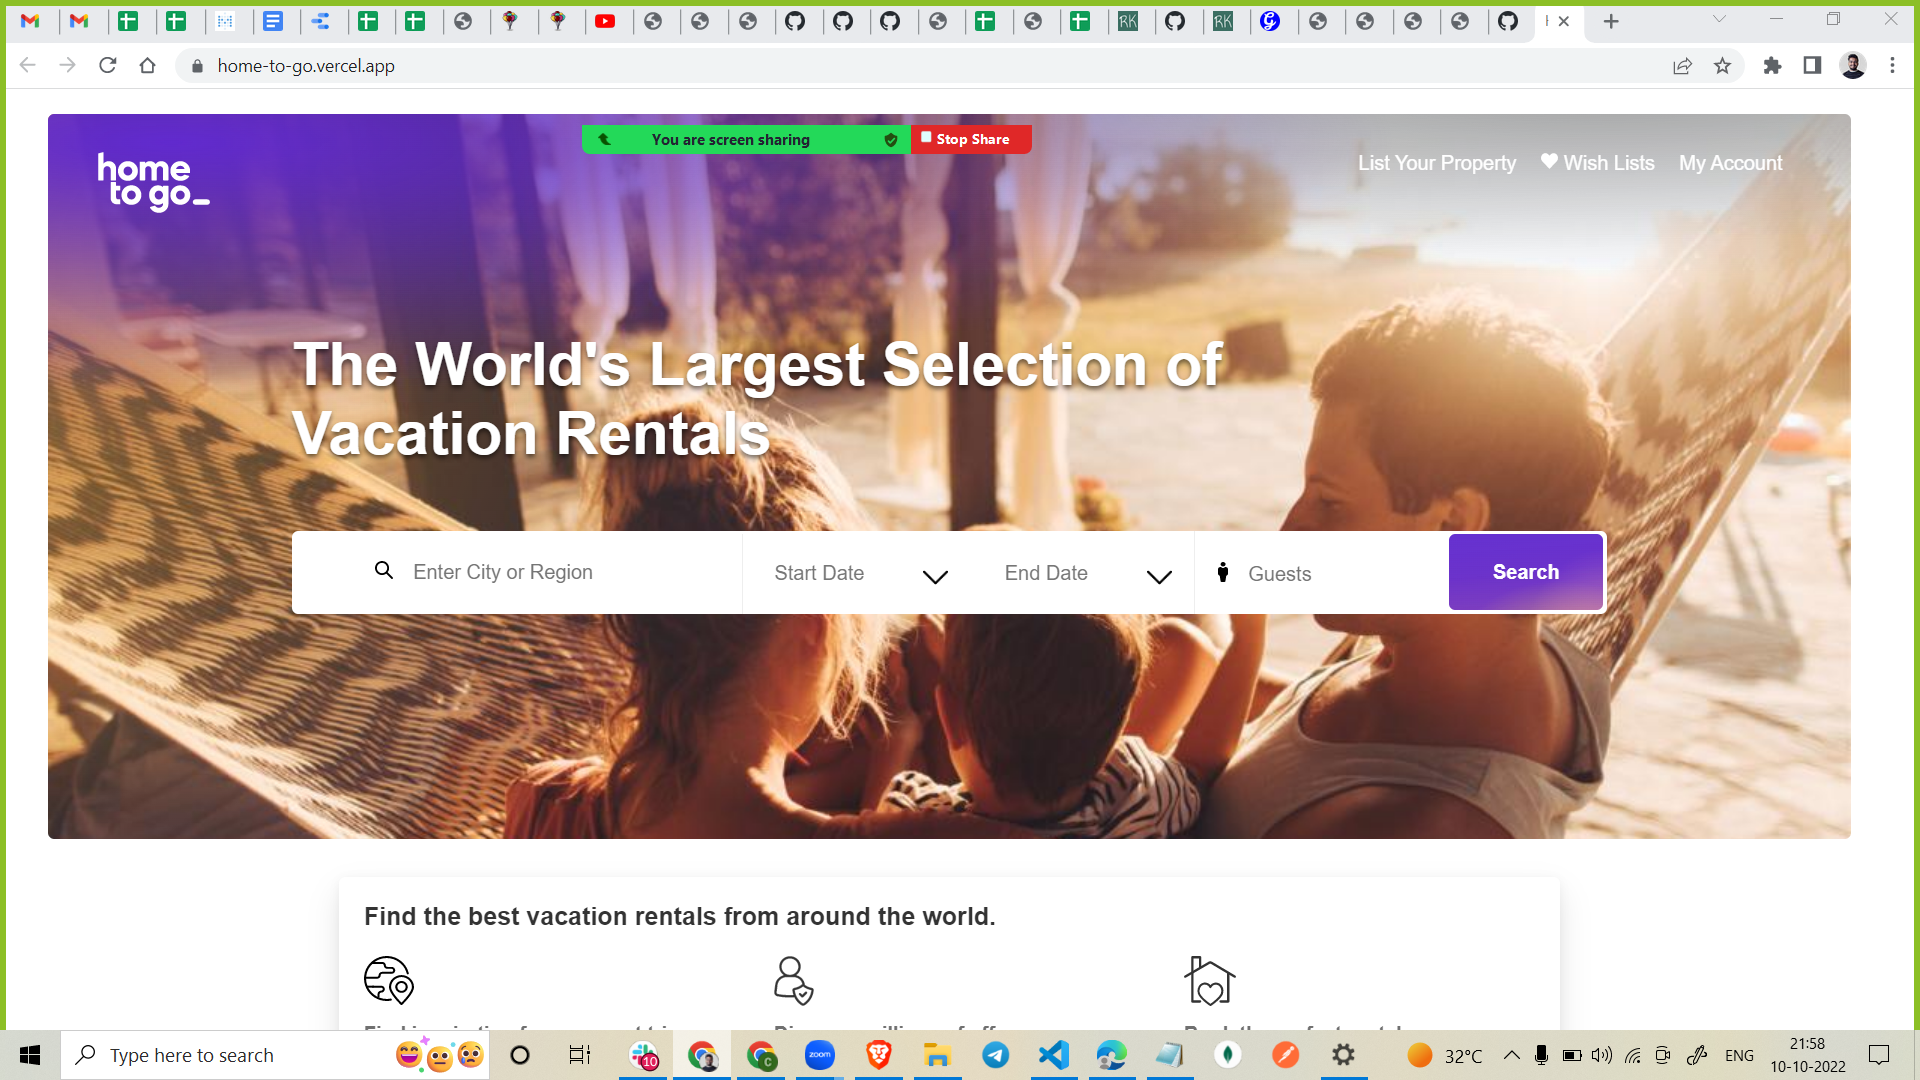 home-to-go.vercel.app
You are screen sharing
Stop Share
home
to go_
List Your Property
Wish Lists
My Account
The World's Largest Selection of
Vacation Rentals
Enter City or Region
Start Date
End Date
Guests
Search
Find the best vacation rentals from around the world.
Type here to search
10
zoom
32°C
ENG
21:58
10-10-2022